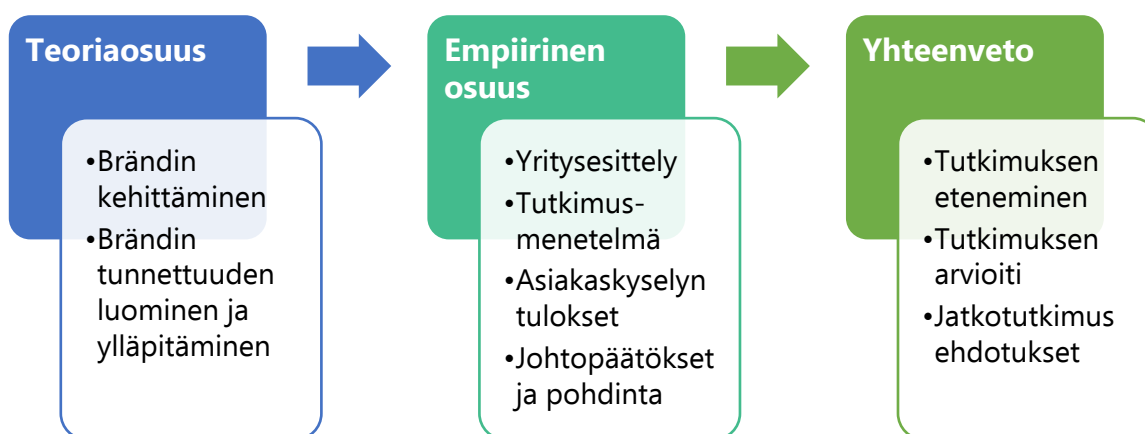 Teoriaosuus
•Brändin
kehittäminen
•Brändin
tunnettuuden
luominen ja
ylläpitäminen
Empiirinen
osuus
•Yritysesittely
•Tutkimus-
menetelmä
•Asiakaskyselyn
tulokset
•Johtopäätökset
ja pohdinta
Yhteenveto
•Tutkimuksen
eteneminen
•Tutkimuksen
arvioiti
•Jatkotutkimus
ehdotukset